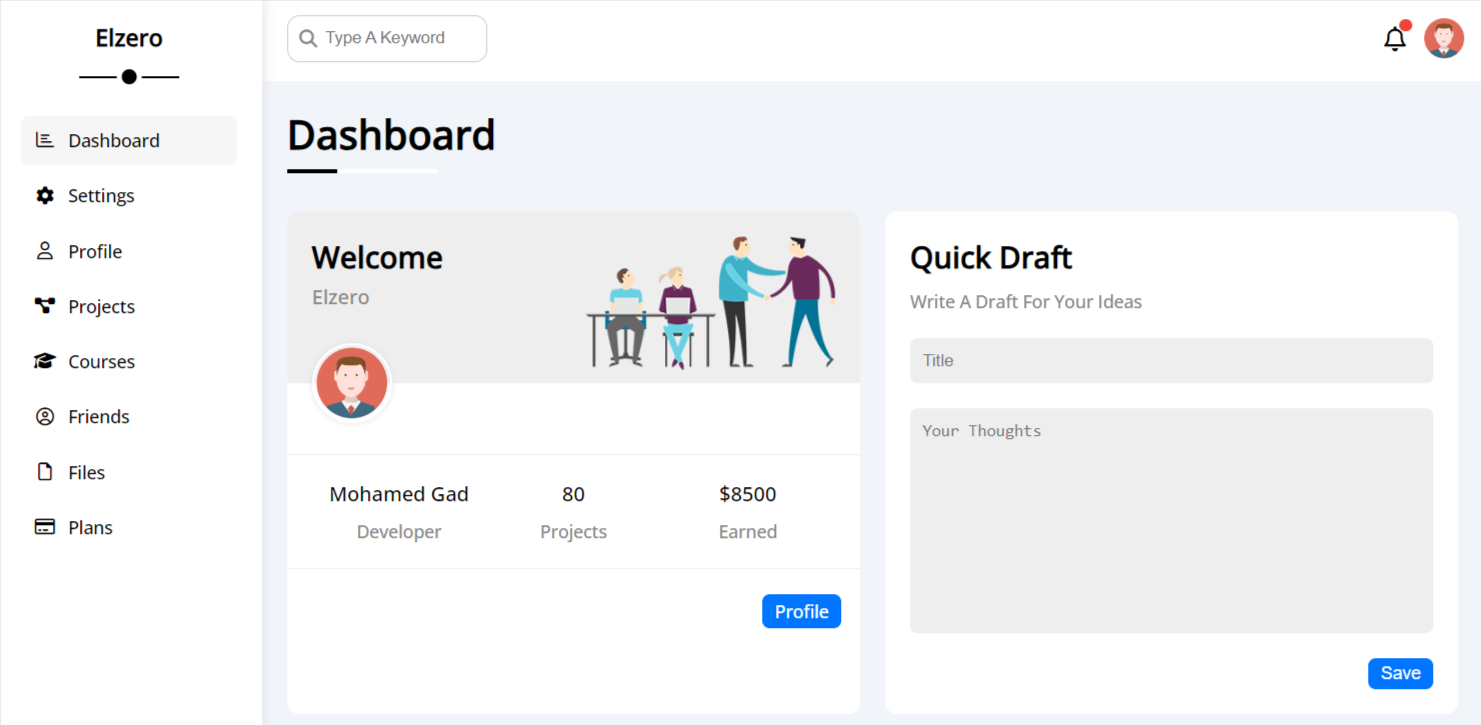 Elzero
Dashboard
Settings
Profile
Projects
Courses
Friends
Files
Plans
Type A Keyword
Dashboard
Welcome
Elzero
Mohamed Gad
Developer
80
Projects
$8500
Earned
Profile
Quick Draft
Write A Draft For Your Ideas
Title
Your Thoughts
Save